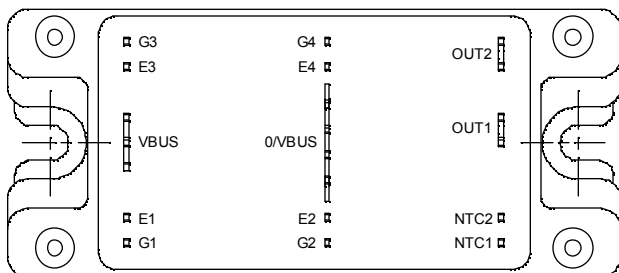 G3 G4
OUT2
E3 E4
VBUS 0/VBUS OUT1
E1 E2 NTC2
G1 G2 NTC1